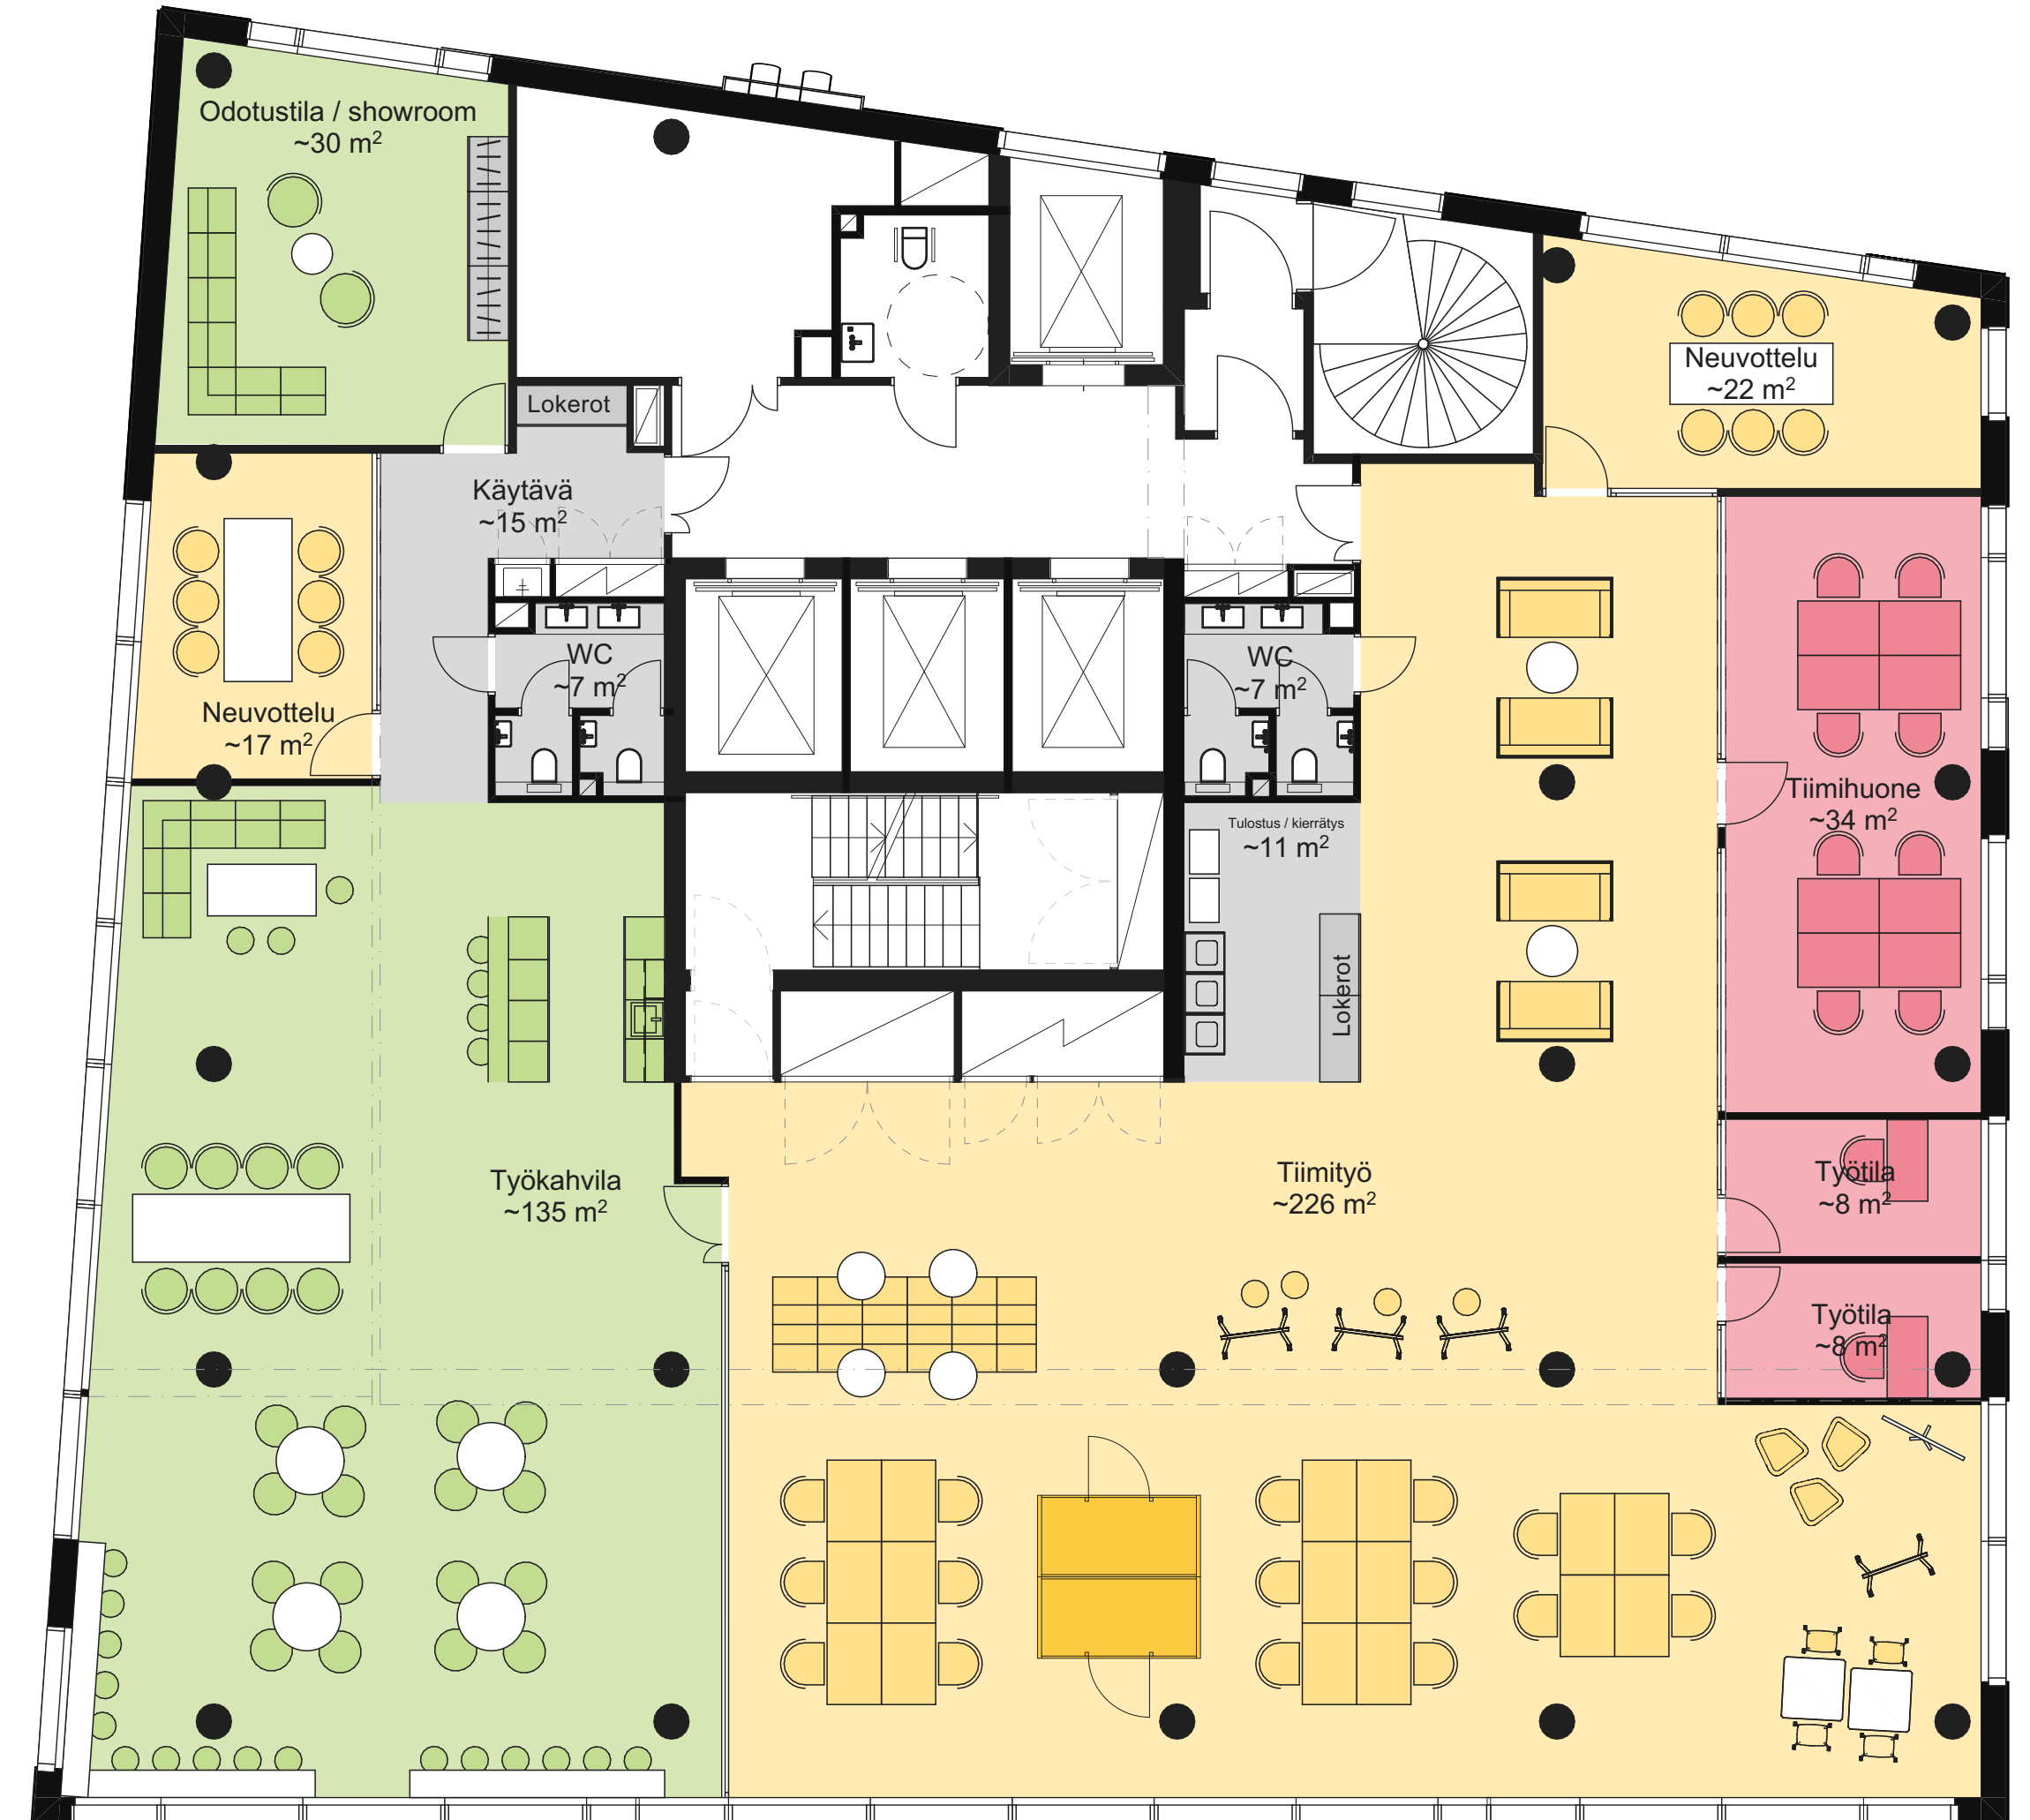 Odotustila / showroom
~30 m²
Lokerot
Neuvottelu
~22 m²
Käytävä
~15 m²
WC
~7 m²
WC
~7 m²
Neuvottelu
~17 m²
Tiimihuone
~34 m²
Tulostus / kierrätys
~11 m²
Lokerot
Työkahvila
~135 m²
Tiimityö
~226 m²
Työtila
~8 m²
Työtila
~8 m²